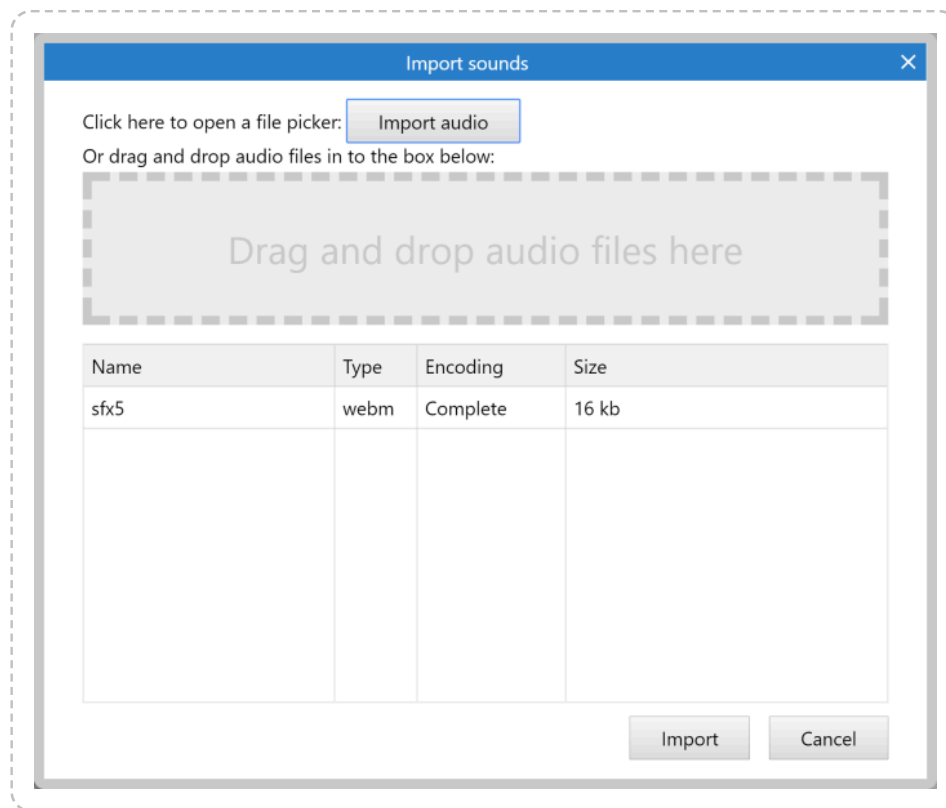 Import sounds
Click here to open a file picker: Import audio
Or drag and drop audio files in to the box below:
Drag and drop audio files here
Name Type Encoding Size
sfx5 webm Complete 16 kb
Import Cancel